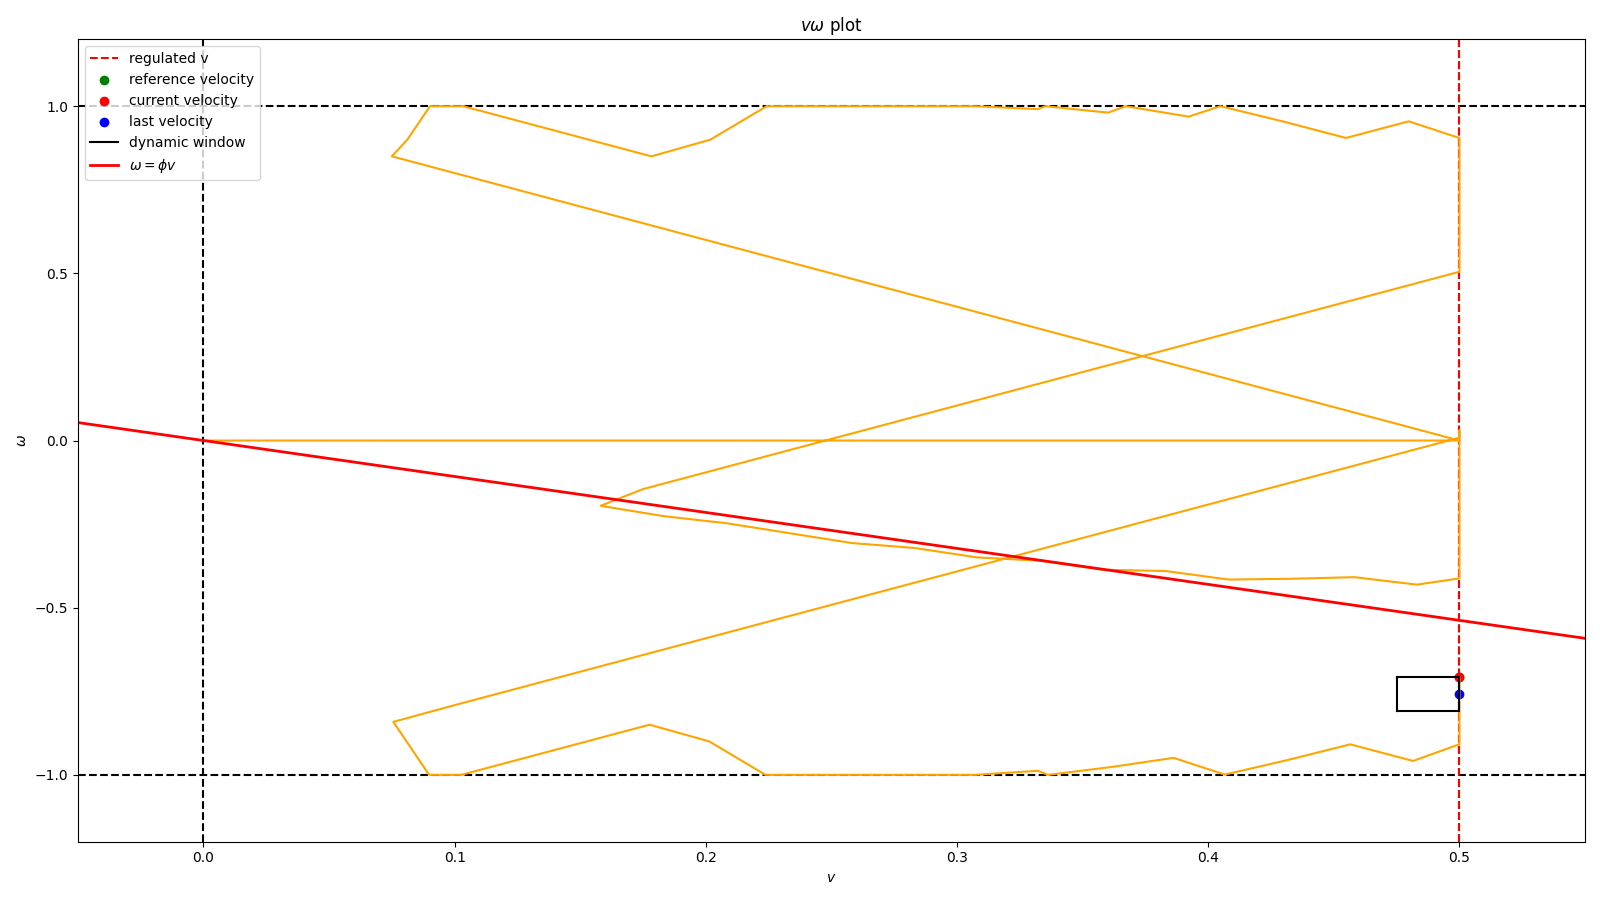 vω plot
regulated v
reference velocity
current velocity
last velocity
dynamic window
ω = ϕv
1.0
0.5
0.0
−0.5
−1.0
ω
0.0 0.1 0.2 0.3 0.4 0.5
v